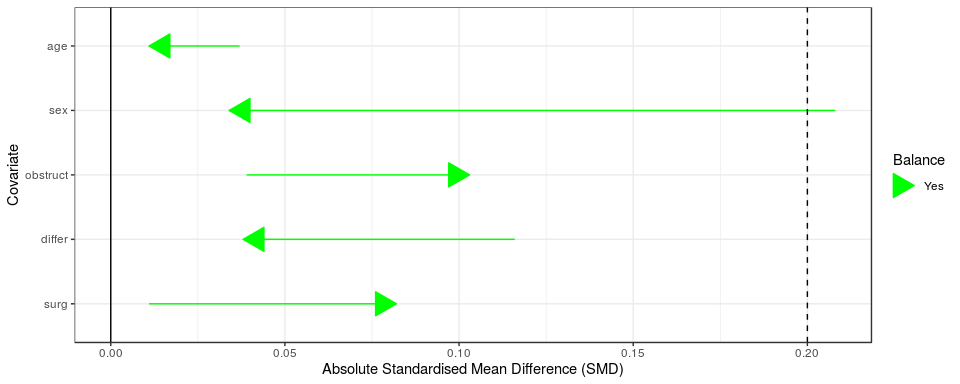 age
sex
obstruct
differ
surg
Covariate
0.00 0.05 0.10 0.15 0.20
Absolute Standardised Mean Difference (SMD)
Balance
Yes